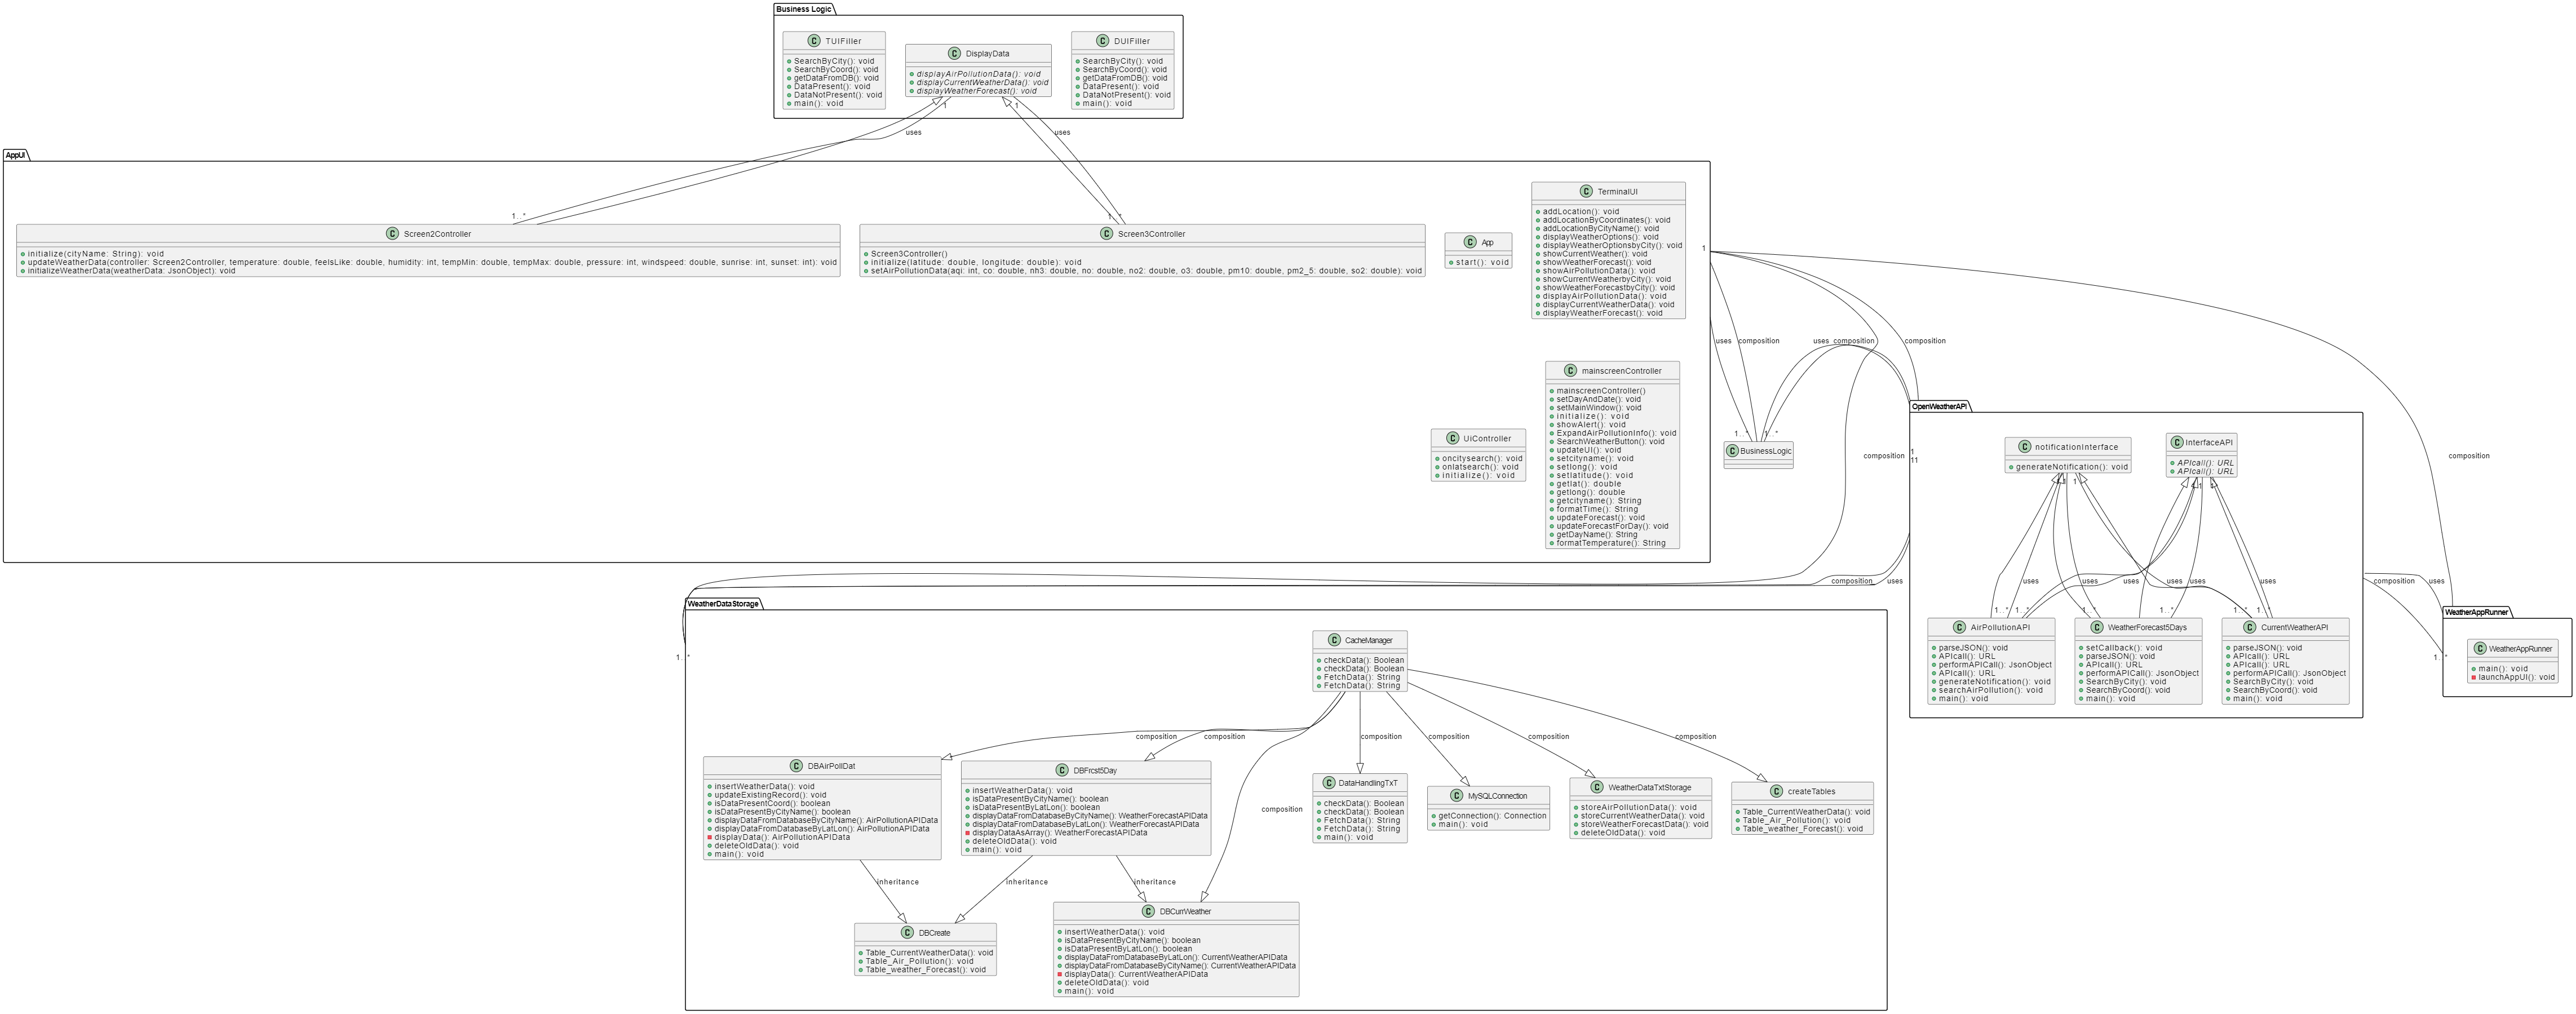 Business Logic
TUIFiller
SearchByCity(): void
SearchByCoord(): void
getDataFromDB(): void
DataPresent(): void
DataNotPresent(): void
main(): void
DisplayData
displayAirPollutionData(): void
displayCurrentWeatherData(): void
displayWeatherForecast(): void
DUIFiller
SearchByCity(): void
SearchByCoord(): void
getDataFromDB(): void
DataPresent(): void
DataNotPresent(): void
main(): void
1
1
uses
uses
AppUI
1..*
1..*
Screen2Controller
initialize(cityName: String): void
updateWeatherData(controller: Screen2Controller, temperature: double, feelsLike: double, humidity: int, tempMin: double, tempMax: double, pressure: int, windspeed: double, sunrise: int, sunset: int): void
initializeWeatherData(weatherData: JsonObject): void
Screen3Controller
Screen3Controller()
initialize(latitude: double, longitude: double): void
setAirPollutionData(aqi: int, co: double, nh3: double, no: double, no2: double, o3: double, pm10: double, pm2_5: double, so2: double): void
App
start(): void
TerminalUI
addLocation(): void
addLocationByCoordinates(): void
addLocationByCityName(): void
displayWeatherOptions(): void
displayWeatherOptionsbyCity(): void
showCurrentWeather(): void
showWeatherForecast(): void
showAirPollutionData(): void
showCurrentWeatherbyCity(): void
showWeatherForecastbyCity(): void
displayAirPollutionData(): void
displayCurrentWeatherData(): void
displayWeatherForecast(): void
1
UiController
oncitysearch(): void
onlatsearch(): void
initialize(): void
mainscreenController
mainscreenController()
setDayAndDate(): void
setMainWindow(): void
initialize(): void
showAlert(): void
ExpandAirPollutionInfo(): void
SearchWeatherButton(): void
updateUI(): void
setcityname(): void
setlong(): void
setlatitude(): void
getlat(): double
getlong(): double
getcityname(): String
formatTime(): String
updateForecast(): void
updateForecastForDay(): void
getDayName(): String
formatTemperature(): String
uses
composition
uses
composition
composition
1..*
1..*
BusinessLogic
composition
composition
1
11
OpenWeatherAPI
notificationInterface
generateNotification(): void
InterfaceAPI
APIcall(): URL
APIcall(): URL
1
1
1
1
uses
uses
uses
uses
uses
uses
1..*
1..*
1..*
1..*
1..*
1..*
AirPollutionAPI
parseJSON(): void
APIcall(): URL
performAPICall(): JsonObject
APIcall(): URL
generateNotification(): void
searchAirPollution(): void
main(): void
WeatherForecast5Days
setCallback(): void
parseJSON(): void
APIcall(): URL
performAPICall(): JsonObject
SearchByCity(): void
SearchByCoord(): void
main(): void
CurrentWeatherAPI
parseJSON(): void
APIcall(): URL
APIcall(): URL
performAPICall(): JsonObject
SearchByCity(): void
SearchByCoord(): void
main(): void
composition
uses
composition
uses
1..*
WeatherAppRunner
WeatherAppRunner
main(): void
launchAppUI(): void
WeatherDataStorage
1..*
CacheManager
checkData(): Boolean
checkData(): Boolean
FetchData(): String
FetchData(): String
composition
composition
composition
composition
composition
composition
composition
DBAirPollDat
insertWeatherData(): void
updateExistingRecord(): void
isDataPresentCoord(): boolean
isDataPresentByCityName(): boolean
displayDataFromDatabaseByCityName(): AirPollutionAPIData
displayDataFromDatabaseByLatLon(): AirPollutionAPIData
displayData(): AirPollutionAPIData
deleteOldData(): void
main(): void
DBFrcst5Day
insertWeatherData(): void
isDataPresentByCityName(): boolean
isDataPresentByLatLon(): boolean
displayDataFromDatabaseByCityName(): WeatherForecastAPIData
displayDataFromDatabaseByLatLon(): WeatherForecastAPIData
displayDataAsArray(): WeatherForecastAPIData
deleteOldData(): void
main(): void
DataHandlingTxT
checkData(): Boolean
checkData(): Boolean
FetchData(): String
FetchData(): String
main(): void
MySQLConnection
getConnection(): Connection
main(): void
WeatherDataTxtStorage
storeAirPollutionData(): void
storeCurrentWeatherData(): void
storeWeatherForecastData(): void
deleteOldData(): void
createTables
Table_CurrentWeatherData(): void
Table_Air_Pollution(): void
Table_weather_Forecast(): void
inheritance
inheritance
inheritance
DBCreate
Table_CurrentWeatherData(): void
Table_Air_Pollution(): void
Table_weather_Forecast(): void
DBCurrWeather
insertWeatherData(): void
isDataPresentByCityName(): boolean
isDataPresentByLatLon(): boolean
displayDataFromDatabaseByLatLon(): CurrentWeatherAPIData
displayDataFromDatabaseByCityName(): CurrentWeatherAPIData
displayData(): CurrentWeatherAPIData
deleteOldData(): void
main(): void